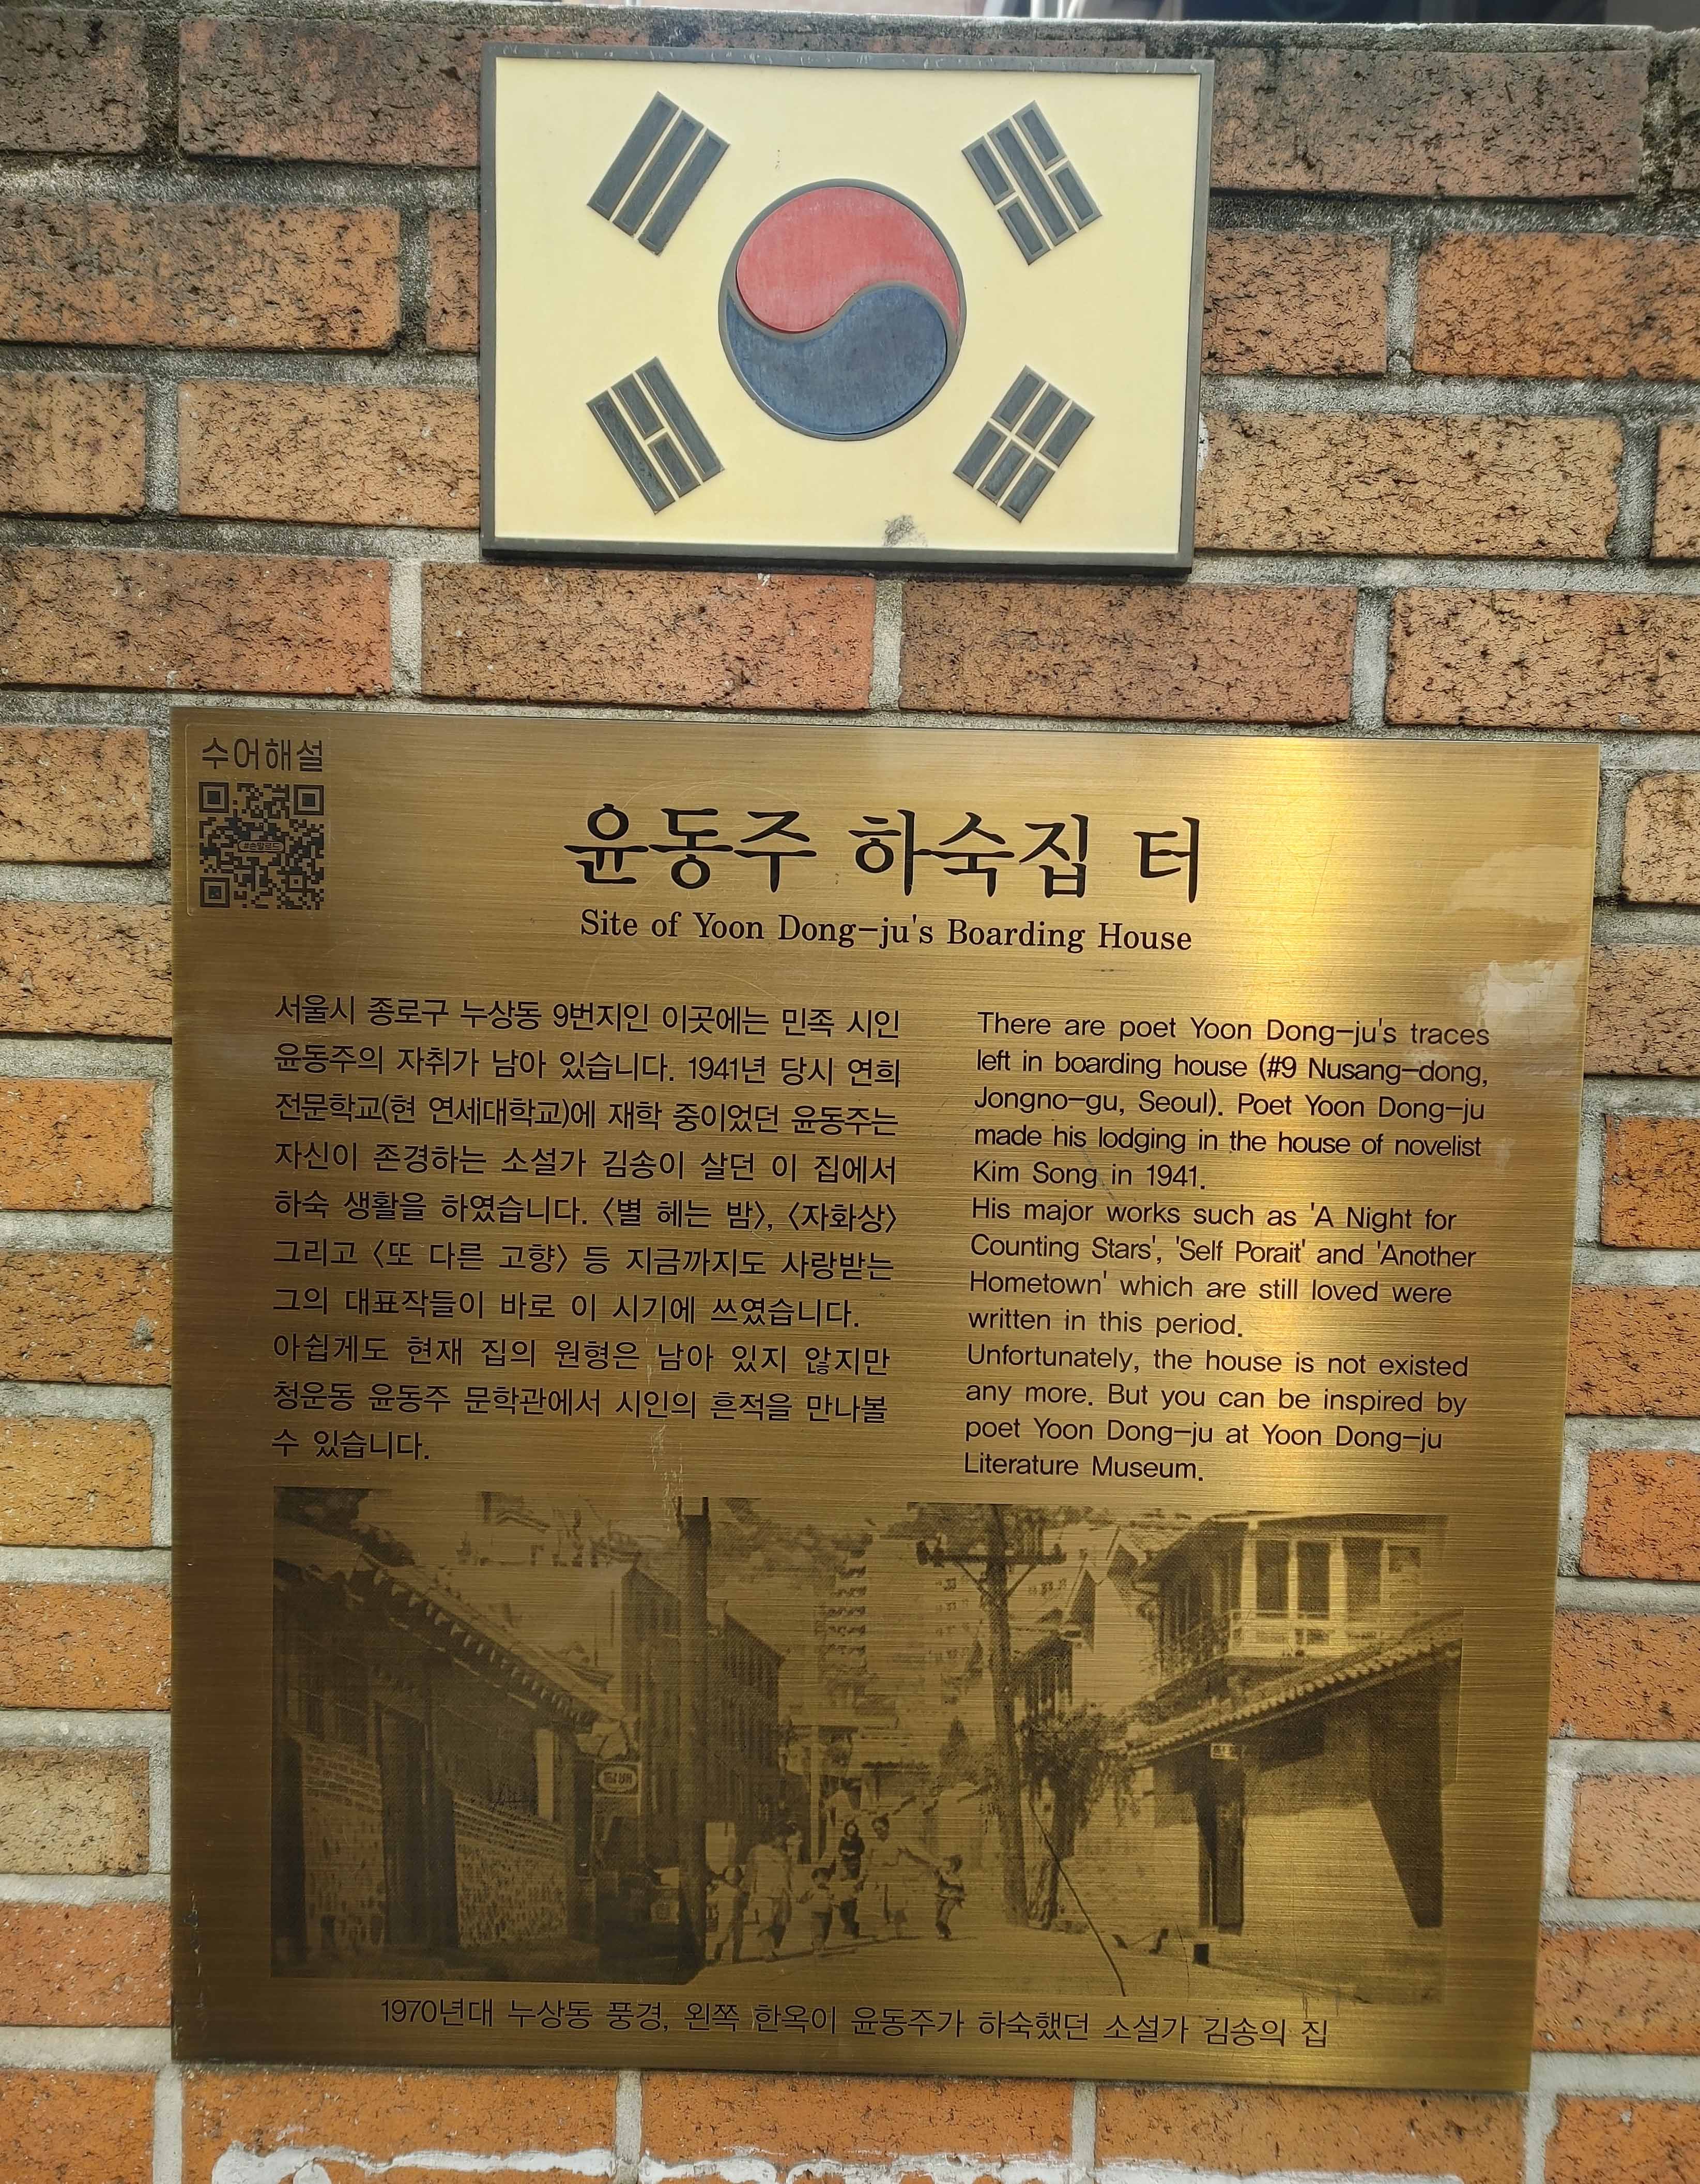 수어해설
#손말로드
윤동주 하숙집 터
Site of Yoon Dong-ju's Boarding House
서울시 종로구 누상동 9번지인 이곳에는 민족 시인
윤동주의 자취가 남아 있습니다. 1941년 당시 연희
전문학교(현 연세대학교)에 재학 중이었던 윤동주는
자신이 존경하는 소설가 김송이 살던 이 집에서
하숙 생활을 하였습니다. 〈별 헤는 밤〉, 〈자화상〉
그리고 〈또 다른 고향〉 등 지금까지도 사랑받는
그의 대표작들이 바로 이 시기에 쓰였습니다.
아쉽게도 현재 집의 원형은 남아 있지 않지만
청운동 윤동주 문학관에서 시인의 흔적을 만나볼
수 있습니다.
There are poet Yoon Dong-ju's traces
left in boarding house (#9 Nusang-dong,
Jongno-gu, Seoul). Poet Yoon Dong-ju
made his lodging in the house of novelist
Kim Song in 1941.
His major works such as 'A Night for
Counting Stars', 'Self Porait' and 'Another
Hometown' which are still loved were
written in this period.
Unfortunately, the house is not existed
any more. But you can be inspired by
poet Yoon Dong-ju at Yoon Dong-ju
Literature Museum.
담배
1970년대 누상동 풍경, 왼쪽 한옥이 윤동주가 하숙했던 소설가 김송의 집